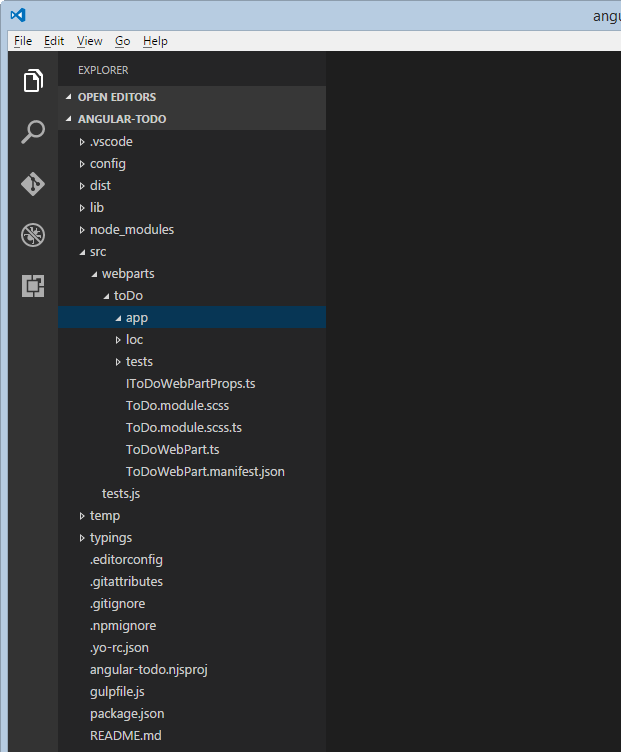 angu
File Edit View Go Help
EXPLORER
OPEN EDITORS
ANGULAR-TODO
.vscode
config
dist
lib
node_modules
src
webparts
toDo
app
loc
tests
IToDoWebPartProps.ts
ToDo.module.scss
ToDo.module.scss.ts
ToDoWebPart.ts
ToDoWebPart.manifest.json
tests.js
temp
typings
.editorconfig
.gitattributes
.gitignore
.npmignore
.yo-rc.json
angular-todo.njsproj
gulpfile.js
package.json
README.md